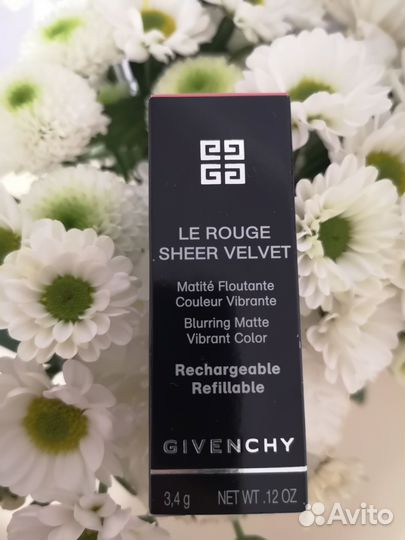 LE ROUGE
SHEER VELVET
Matité Floutante
Couleur Vibrante
Blurring Matte
Vibrant Color
Rechargeable
Refillable
GIVENCHY
3,4 g NET WT .12 OZ
Avito